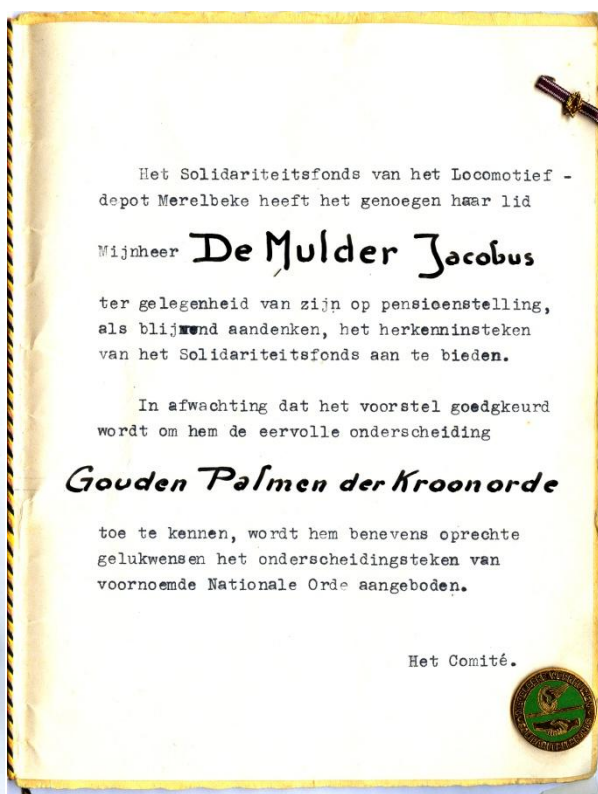 Het Solidariteitsfonds van het Locomotief -
depot Merelbeke heeft het genoegen haar lid
Mijnheer De Mulder Jacobus
ter gelegenheid van zijn op pensioenstelling,
als blijvend aandenken, het herkenninsteken
van het Solidariteitsfonds aan te bieden.
In afwachting dat het voorstel goedgkeurd
wordt om hem de eervolle onderscheiding
Gouden Palmen der Kroonorde
toe te kennen, wordt hem benevens oprechte
gelukwensen het onderscheidingsteken van
voornoemde Nationale Orde aangeboden.
Het Comité.